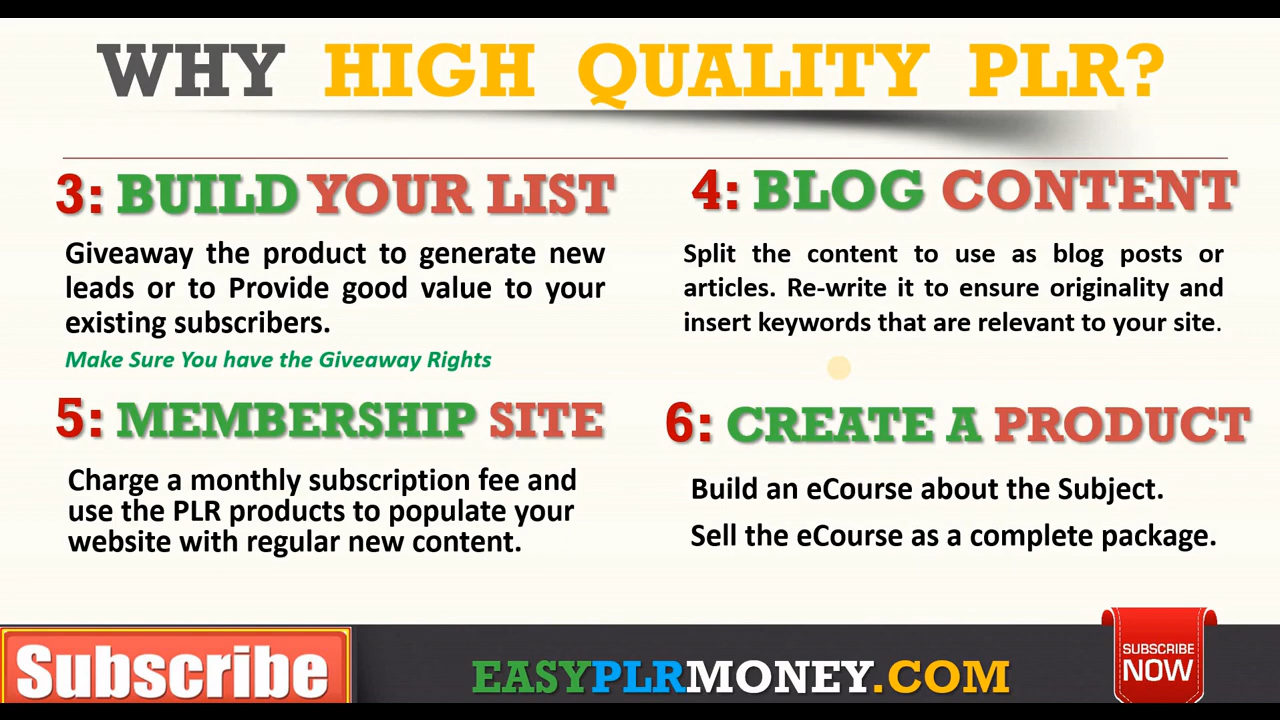 WHY HIGH QUALITY PLR?
3: BUILD YOUR LIST
Giveaway the product to generate new
leads or to Provide good value to your
existing subscribers.
Make Sure You have the Giveaway Rights
4: BLOG CONTENT
Split the content to use as blog posts or
articles. Re-write it to ensure originality and
insert keywords that are relevant to your site.
5: MEMBERSHIP SITE
Charge a monthly subscription fee and
use the PLR products to populate your
website with regular new content.
6: CREATE A PRODUCT
Build an eCourse about the Subject.
Sell the eCourse as a complete package.
Subscribe
EASYPLRMONEY.COM
SUBSCRIBE
NOW